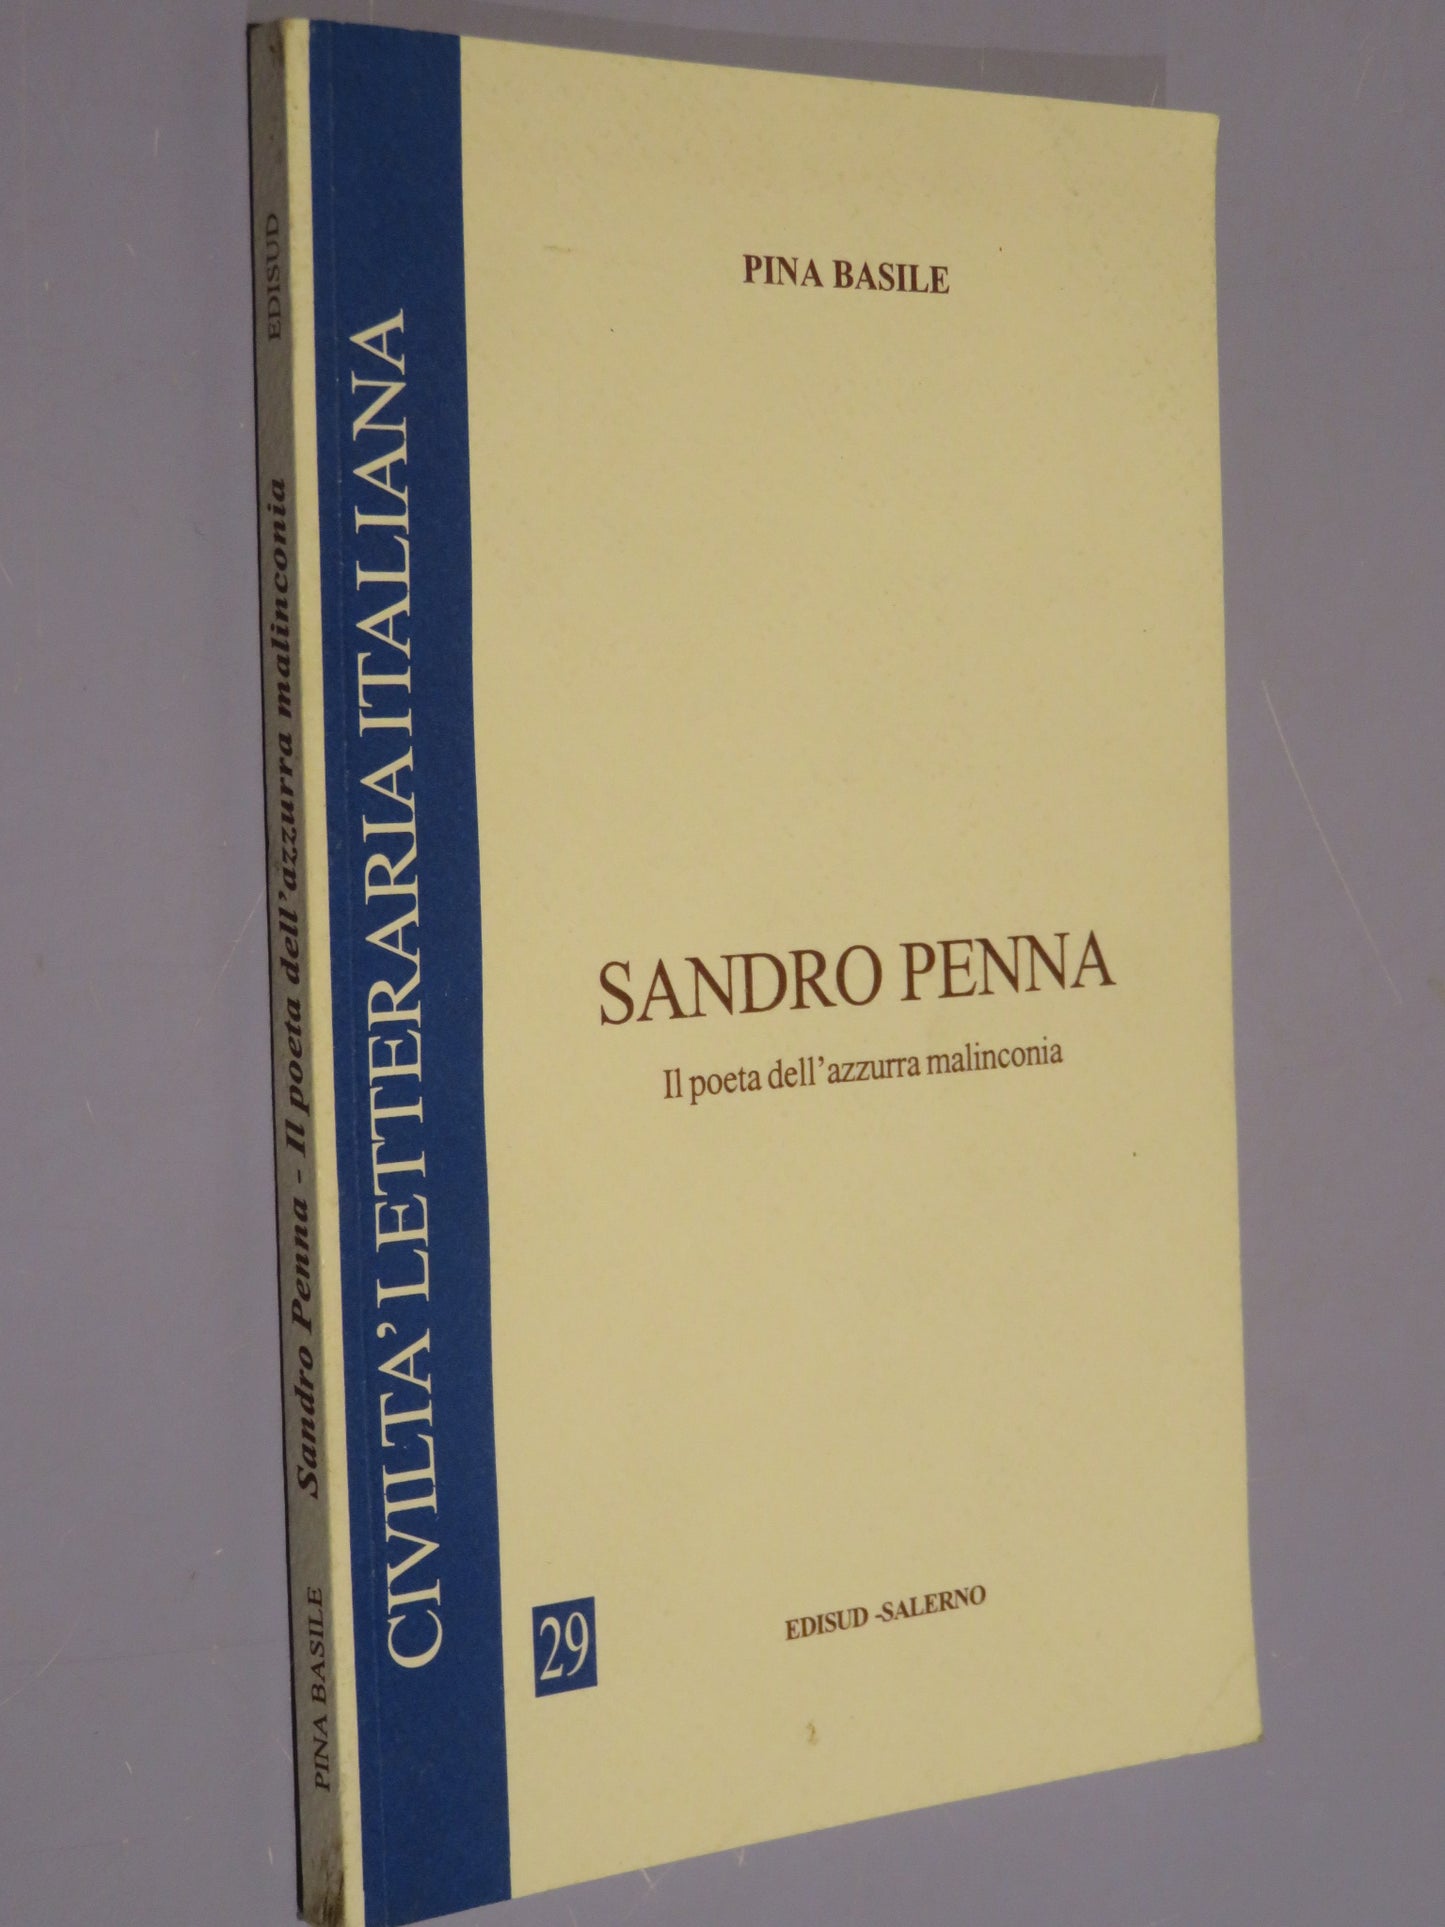 PINA BASILE
SANDRO PENNA
Il poeta dell'azzurra malinconia
29
EDISUD -SALERNO
CIVILTA' LETTERARIA ITALIANA
PINA BASILE Sandro Penna - Il poeta dell'azzurra malinconia EDISUD